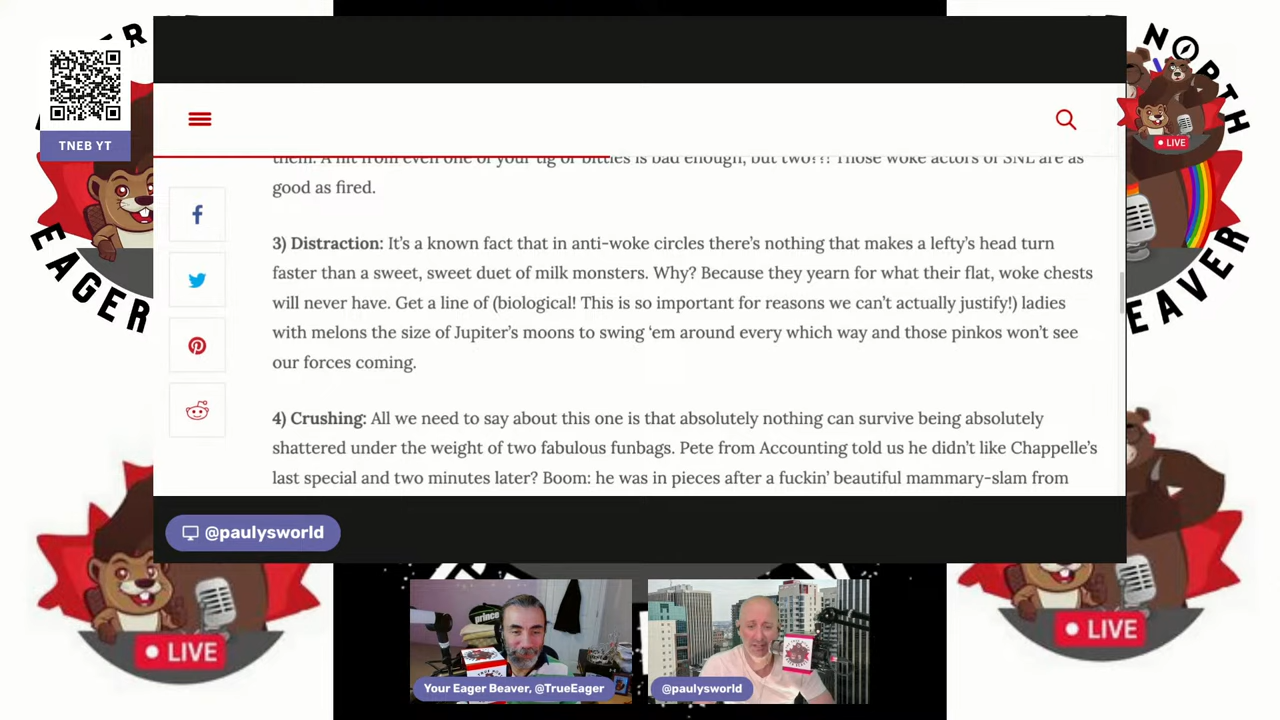 TNEB YT
NORTH
EAGER
BEAVER
LIVE
good as fired.
3) Distraction: It’s a known fact that in anti-woke circles there’s nothing that makes a lefty’s head turn
faster than a sweet, sweet duet of milk monsters. Why? Because they yearn for what their flat, woke chests
will never have. Get a line of (biological! This is so important for reasons we can’t actually justify!) ladies
with melons the size of Jupiter’s moons to swing ‘em around every which way and those pinkos won’t see
our forces coming.
4) Crushing: All we need to say about this one is that absolutely nothing can survive being absolutely
shattered under the weight of two fabulous funbags. Pete from Accounting told us he didn’t like Chappelle’s
last special and two minutes later? Boom: he was in pieces after a fuckin’ beautiful mammary-slam from
@paulysworld
prince
LIVE
LIVE
Your Eager Beaver, @TrueEager
@paulysworld